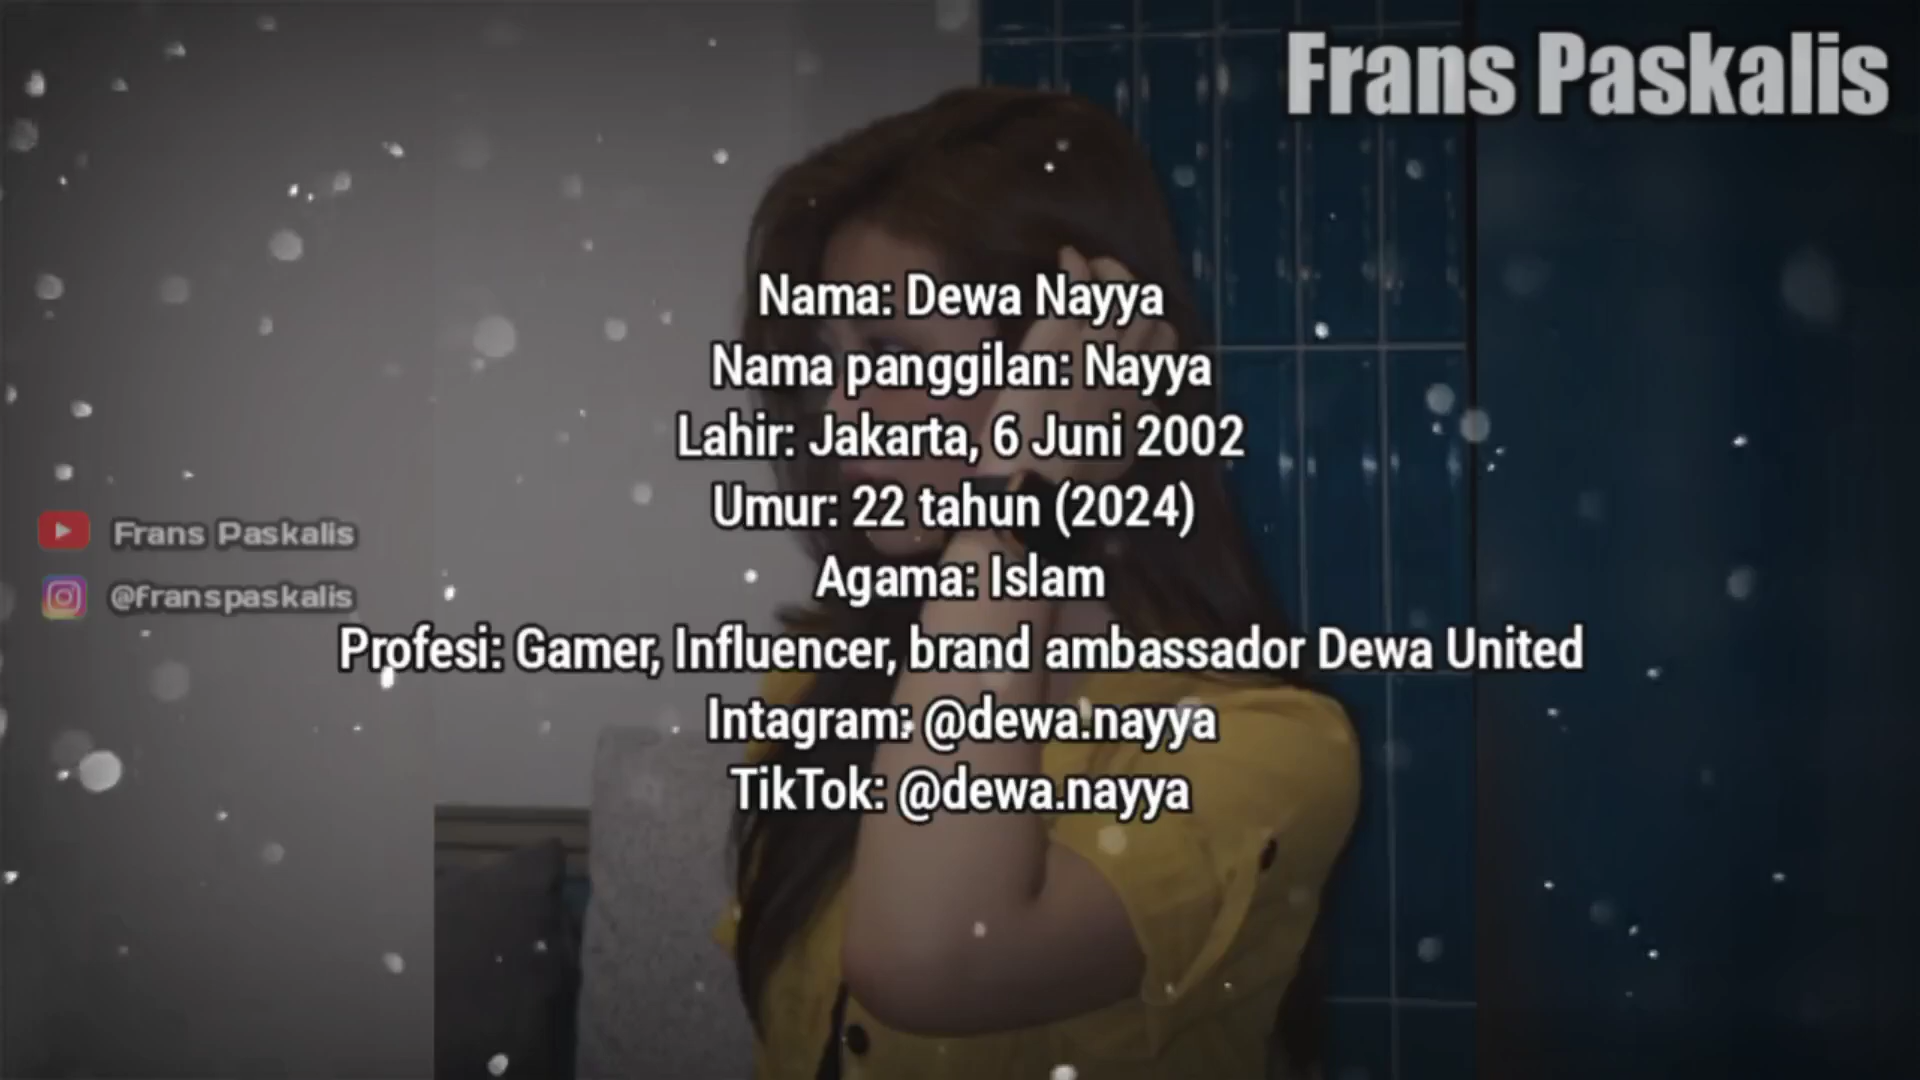 Frans Paskalis
Nama: Dewa Nayya
Nama panggilan: Nayya
Lahir: Jakarta, 6 Juni 2002
Umur: 22 tahun (2024)
Agama: Islam
Profesi: Gamer, Influencer, brand ambassador Dewa United
Intagram: @dewa.nayya
TikTok: @dewa.nayya
Frans Paskalis
@franspaskalis